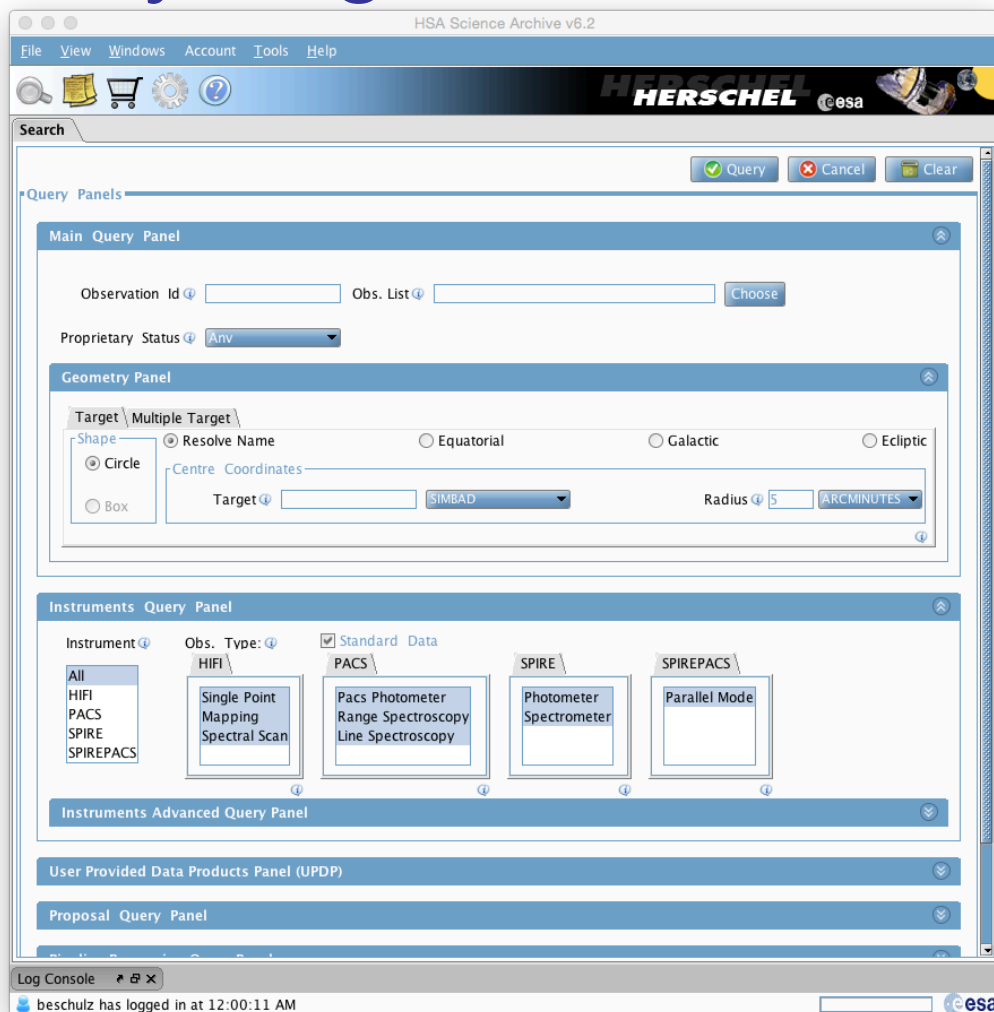 HSA Science Archive v6.2
File View Windows Account Tools Help
HERSCHEL esa
Search
Query Cancel Clear
Query Panels
Main Query Panel
Observation Id Obs. List Choose
Proprietary Status Any
Geometry Panel
Target Multiple Target
Shape Resolve Name Equatorial Galactic Ecliptic
Circle Centre Coordinates
Target SIMBAD Radius 5 ARCMINUTES
Box
Instruments Query Panel
Instrument Obs. Type: Standard Data
HIFI PACS SPIRE SPIREPACS
All
HIFI Single Point Pacs Photometer Photometer Parallel Mode
PACS Mapping Range Spectroscopy Spectrometer
SPIRE Spectral Scan Line Spectroscopy
SPIREPACS
Instruments Advanced Query Panel
User Provided Data Products Panel (UPDP)
Proposal Query Panel
Log Console
beschulz has logged in at 12:00:11 AM esa